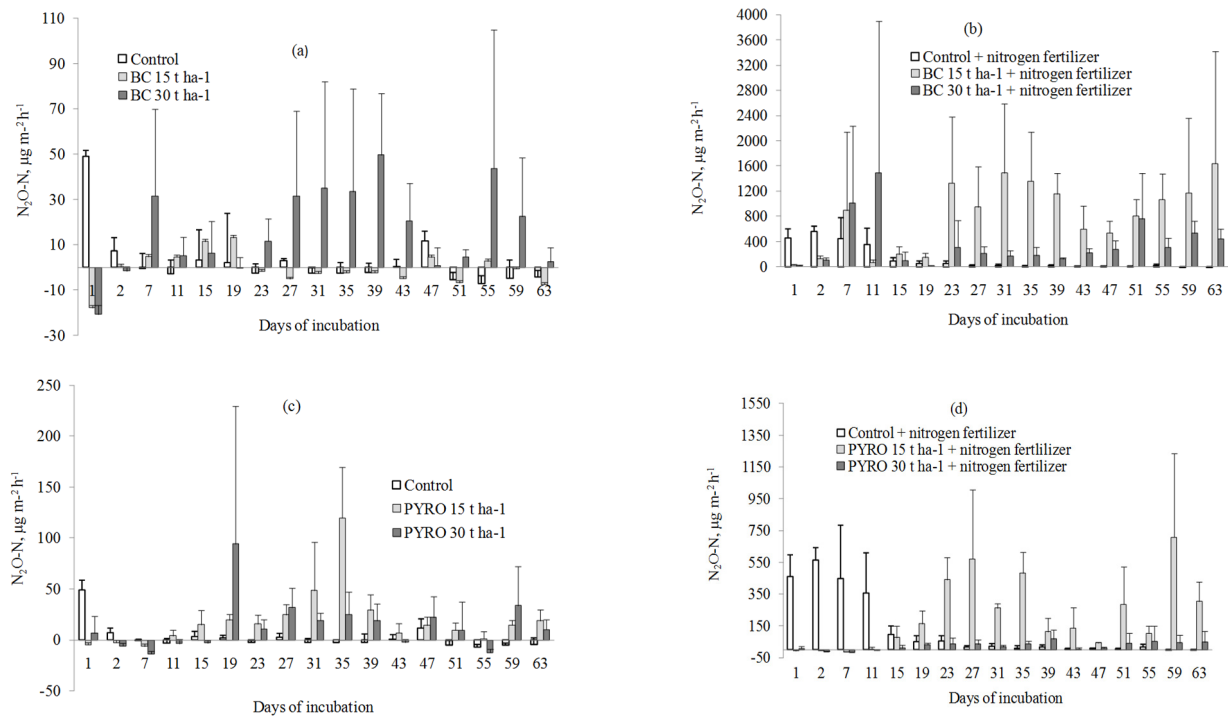 (a)
Control
BC 15 t ha-1
BC 30 t ha-1
N₂O-N, µg m-² h⁻¹
110
90
70
50
30
10
-10
-30
1 2 7 11 15 19 23 27 31 35 39 43 47 51 55 59 63
Days of incubation
(b)
Control + nitrogen fertilizer
BC 15 t ha-1 + nitrogen fertilizer
BC 30 t ha-1 + nitrogen fertilizer
N₂O-N, µg m-² h⁻¹
4000
3600
3200
2800
2400
2000
1600
1200
800
400
0
1 2 7 11 15 19 23 27 31 35 39 43 47 51 55 59 63
Days of incubation
(c)
Control
PYRO 15 t ha-1
PYRO 30 t ha-1
N₂O-N, µg m-² h⁻¹
250
200
150
100
50
0
-50
1 2 7 11 15 19 23 27 31 35 39 43 47 51 55 59 63
Days of incubation
(d)
Control + nitrogen fertilizer
PYRO 15 t ha-1 + nitrogen fertlilizer
PYRO 30 t ha-1 + nitrogen fertilizer
N₂O-N, µg m-² h⁻¹
1550
1350
1150
950
750
550
350
150
-50
1 2 7 11 15 19 23 27 31 35 39 43 47 51 55 59 63
Days of incubation